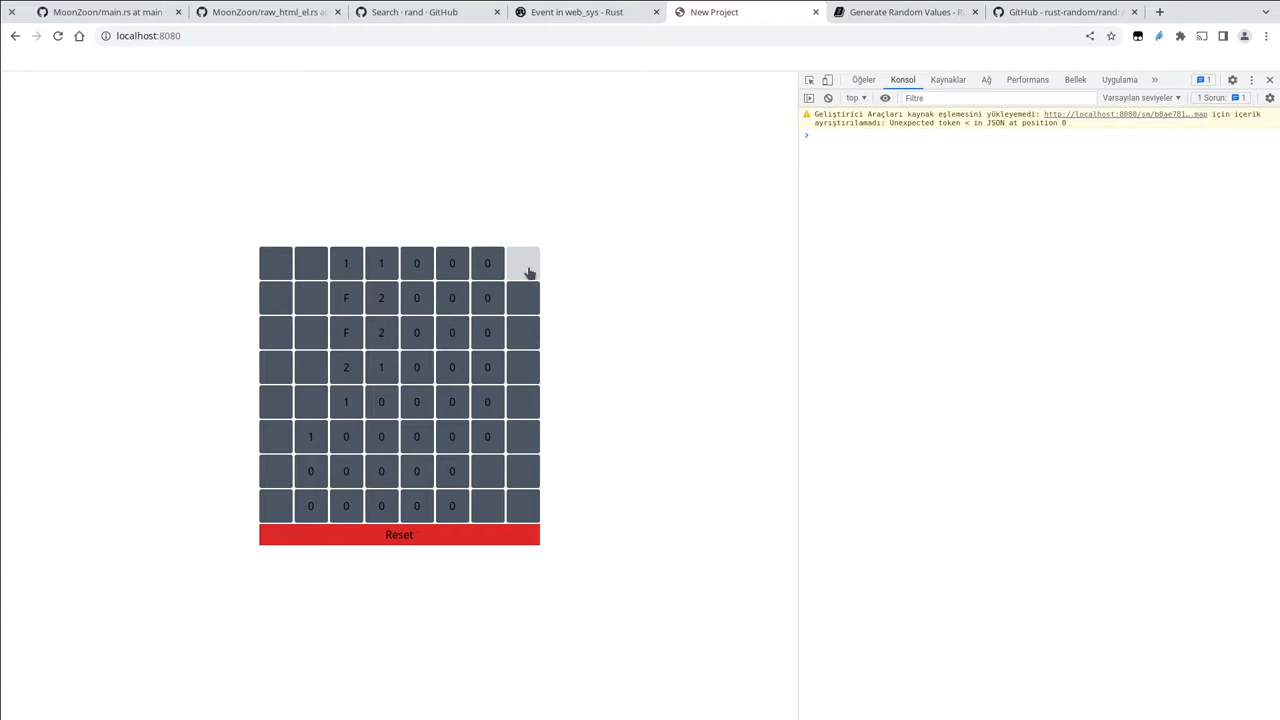 MoonZoon/main.rs at main
MoonZoon/raw_html_el.rs at
Search · rand · GitHub
Event in web_sys - Rust
New Project
Generate Random Values - R
GitHub - rust-random/rand: A
localhost:8080
Öğeler
Konsol
Kaynaklar
Ağ
Performans
Bellek
Uygulama
»
1
top
Filtre
Varsayılan seviyeler
1 Sorun:
1
Geliştirici Araçları kaynak eşlemesini yükleyemedi: http://localhost:8080/sm/b8ae781….map için içerik
ayrıştırılamadı: Unexpected token < in JSON at position 0
1 1 0 0 0
F 2 0 0 0
F 2 0 0 0
2 1 0 0 0
1 0 0 0 0
1 0 0 0 0 0
0 0 0 0 0
0 0 0 0 0
Reset